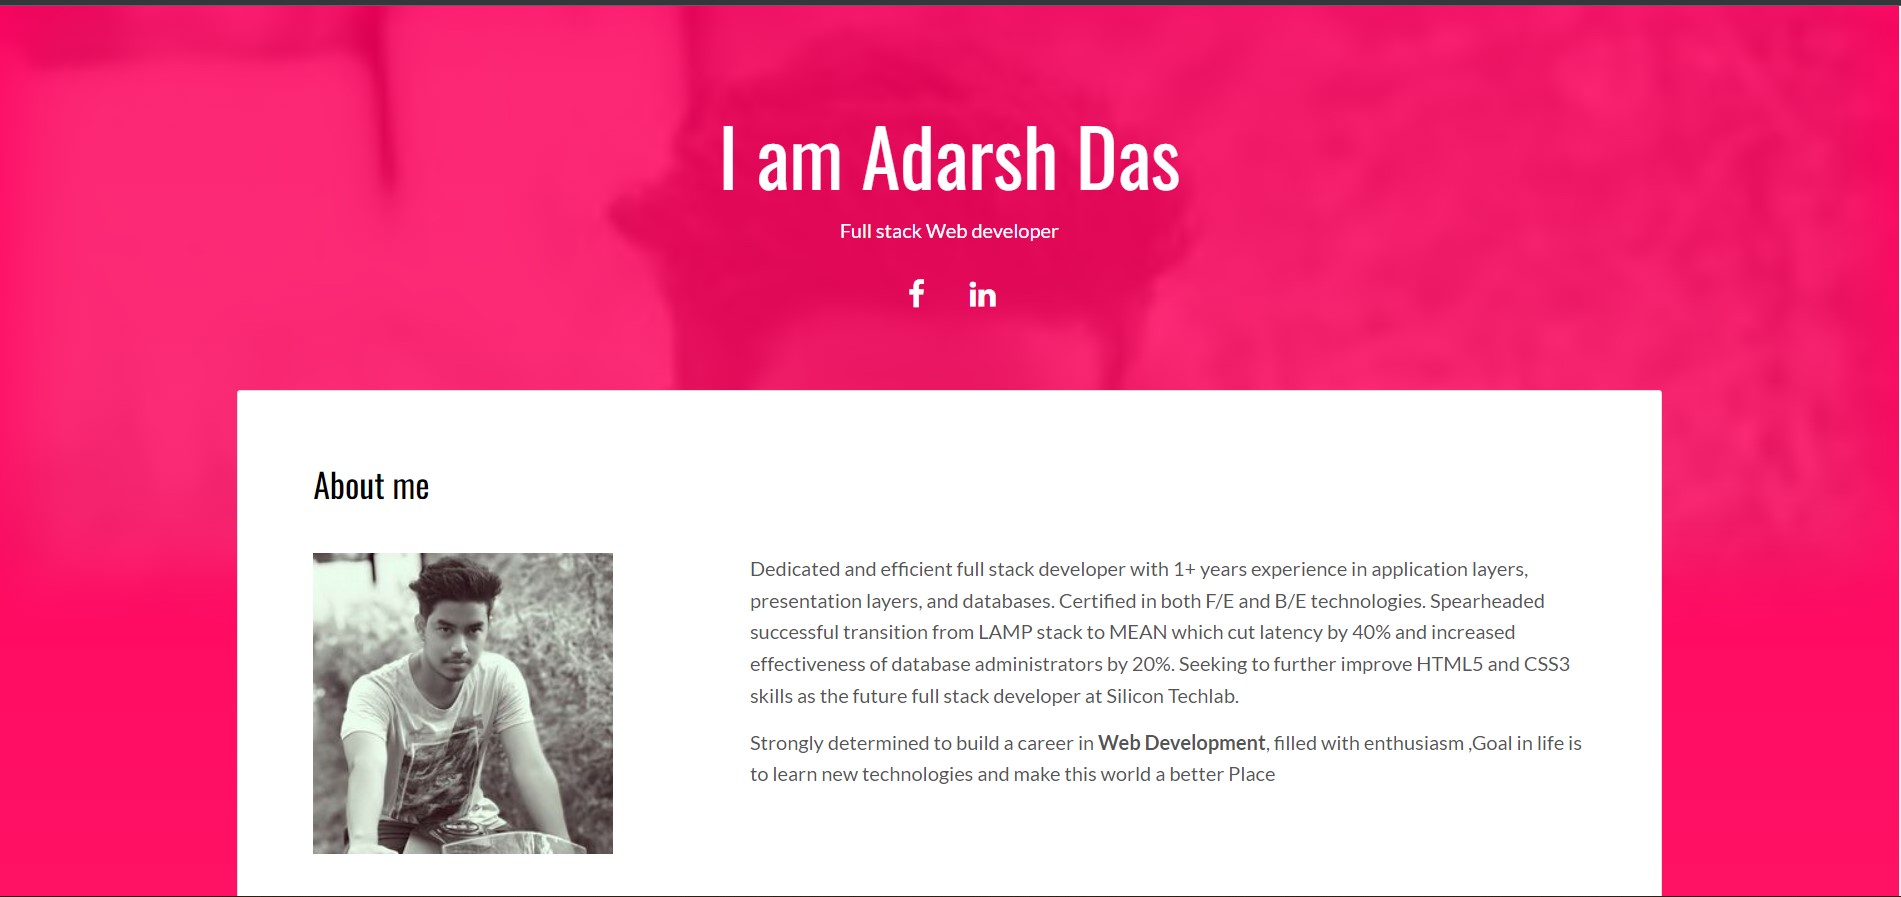 I am Adarsh Das
Full stack Web developer
f in
About me
Dedicated and efficient full stack developer with 1+ years experience in application layers,
presentation layers, and databases. Certified in both F/E and B/E technologies. Spearheaded
successful transition from LAMP stack to MEAN which cut latency by 40% and increased
effectiveness of database administrators by 20%. Seeking to further improve HTML5 and CSS3
skills as the future full stack developer at Silicon Techlab.
Strongly determined to build a career in Web Development, filled with enthusiasm ,Goal in life is
to learn new technologies and make this world a better Place